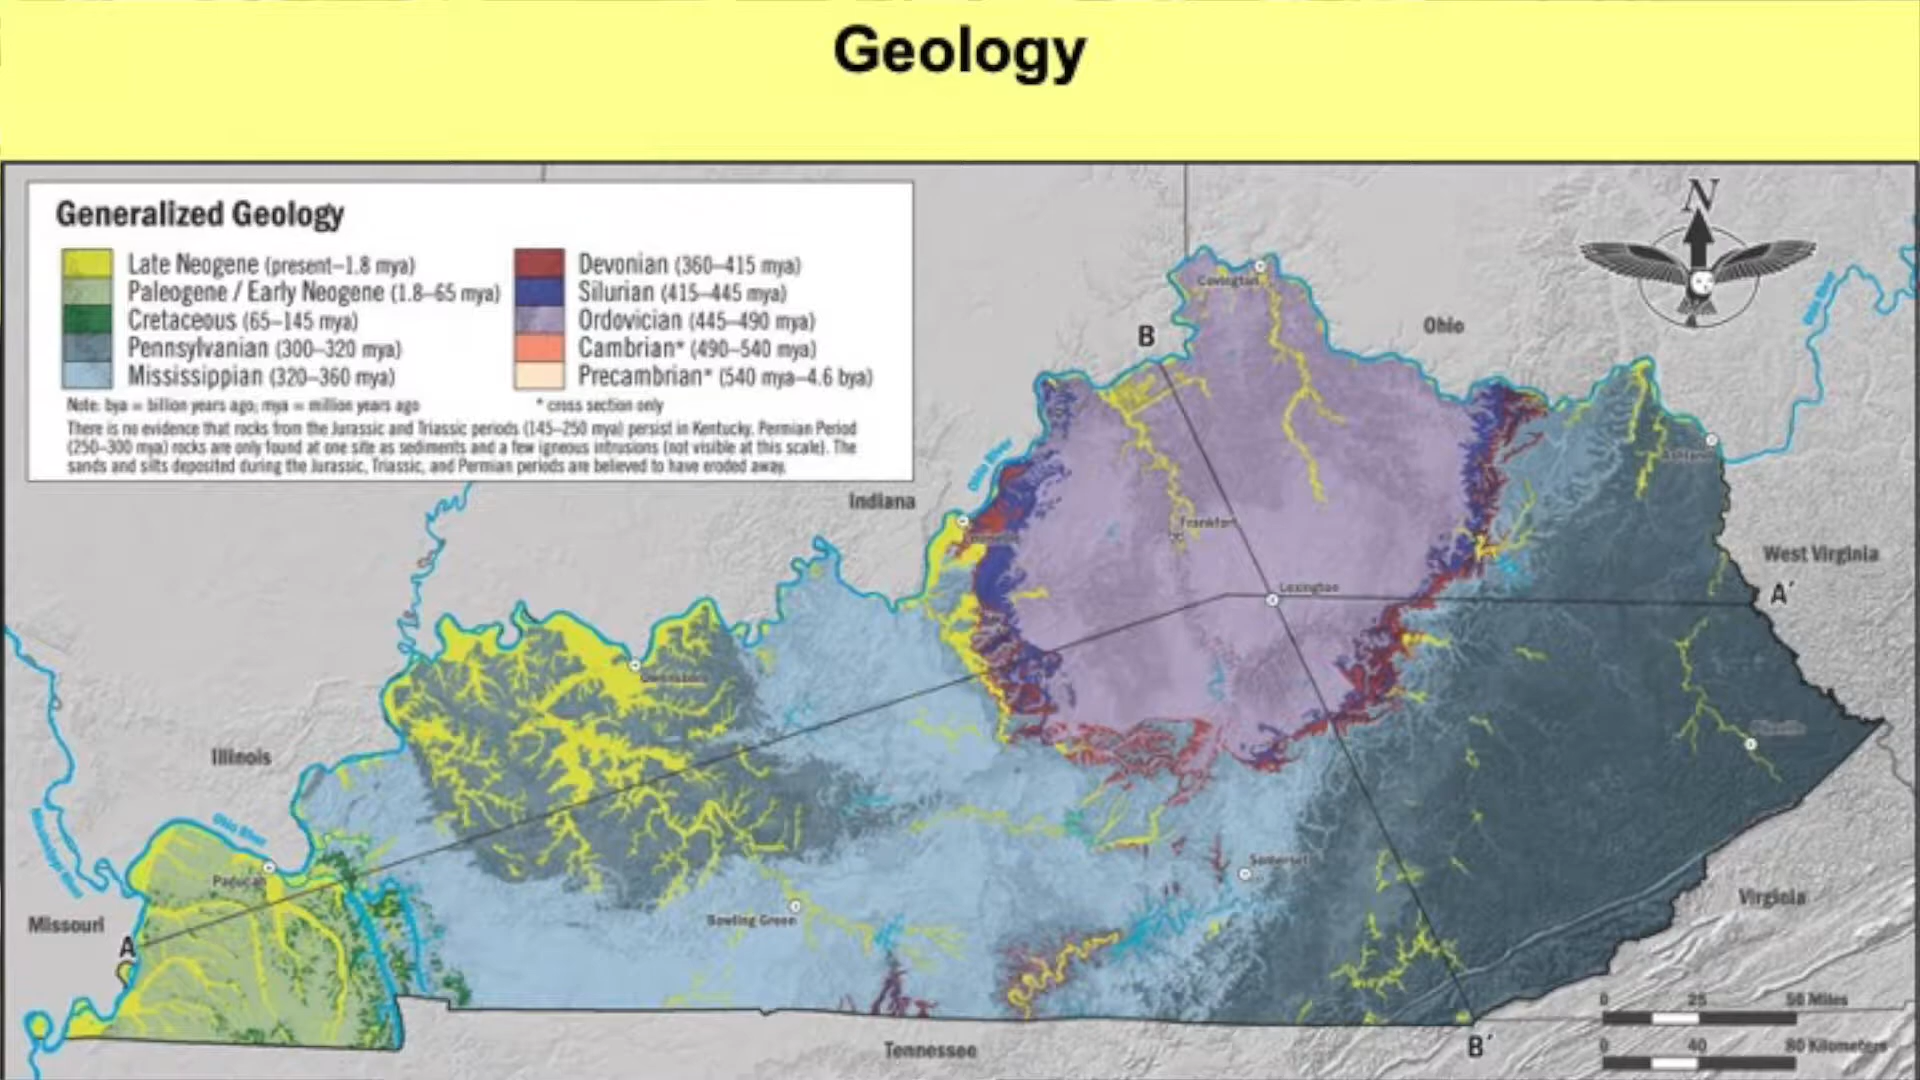 Geology
Generalized Geology
Late Neogene (present–1.8 mya)
Paleogene / Early Neogene (1.8–65 mya)
Cretaceous (65–145 mya)
Pennsylvanian (300–320 mya)
Mississippian (320–360 mya)
Devonian (360–415 mya)
Silurian (415–445 mya)
Ordovician (445–490 mya)
Cambrian* (490–540 mya)
Precambrian* (540 mya–4.6 bya)
Note: bya = billion years ago; mya = million years ago
* cross section only
There is no evidence that rocks from the Jurassic and Triassic periods (145–250 mya) persist in Kentucky. Permian Period
(250–300 mya) rocks are only found at one site as sediments and a few igneous intrusions (not visible at this scale). The
sands and silts deposited during the Jurassic, Triassic, and Permian periods are believed to have eroded away.
N
Ohio River
Covington
Ohio
B
Ashland
Ohio River
Indiana
Frankfort
West Virginia
Lexington
A´
Owensboro
Illinois
Ohio River
Mississippi River
Paducah
Somerset
Bowling Green
Virginia
Missouri
A
0 25 50 Miles
0 40 80 Kilometers
Tennessee
B´